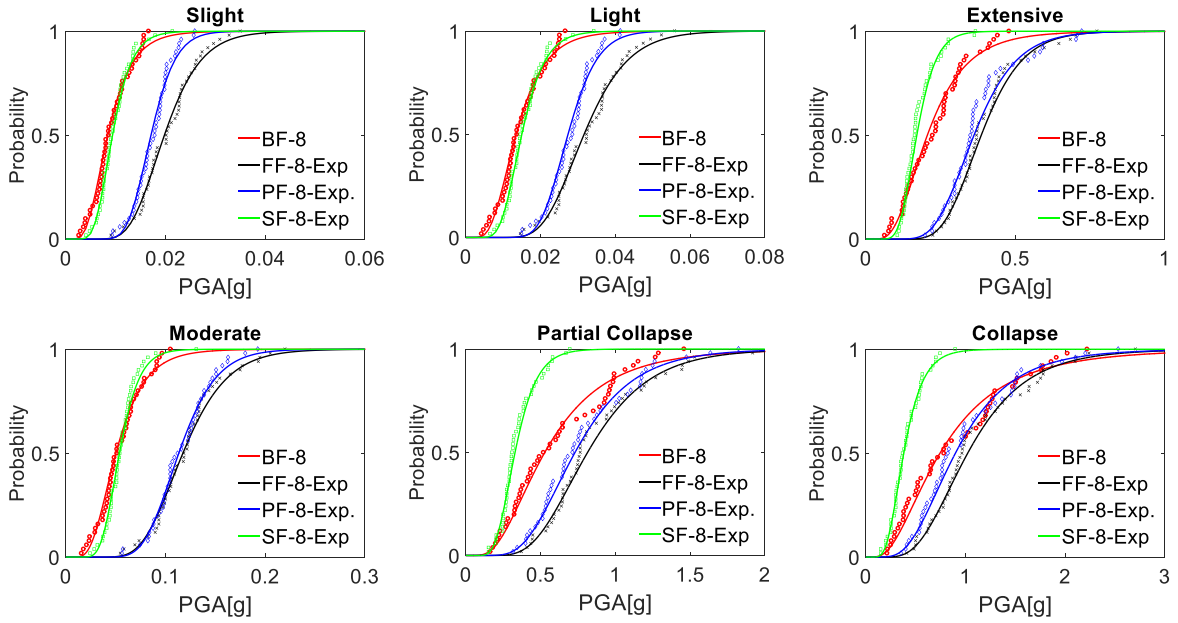 Slight
1
0.5
0
Probability
BF-8
FF-8-Exp
PF-8-Exp.
SF-8-Exp
0 0.02 0.04 0.06
PGA[g]
Light
1
0.5
0
Probability
BF-8
FF-8-Exp
PF-8-Exp.
SF-8-Exp
0 0.02 0.04 0.06 0.08
PGA[g]
Extensive
1
0.5
0
Probability
BF-8
FF-8-Exp
PF-8-Exp.
SF-8-Exp
0 0.5 1
PGA[g]
Moderate
1
0.5
0
Probability
BF-8
FF-8-Exp
PF-8-Exp.
SF-8-Exp
0 0.1 0.2 0.3
PGA[g]
Partial Collapse
1
0.5
0
Probability
BF-8
FF-8-Exp
PF-8-Exp.
SF-8-Exp
0 0.5 1 1.5 2
PGA[g]
Collapse
1
0.5
0
Probability
BF-8
FF-8-Exp
PF-8-Exp.
SF-8-Exp
0 1 2 3
PGA[g]